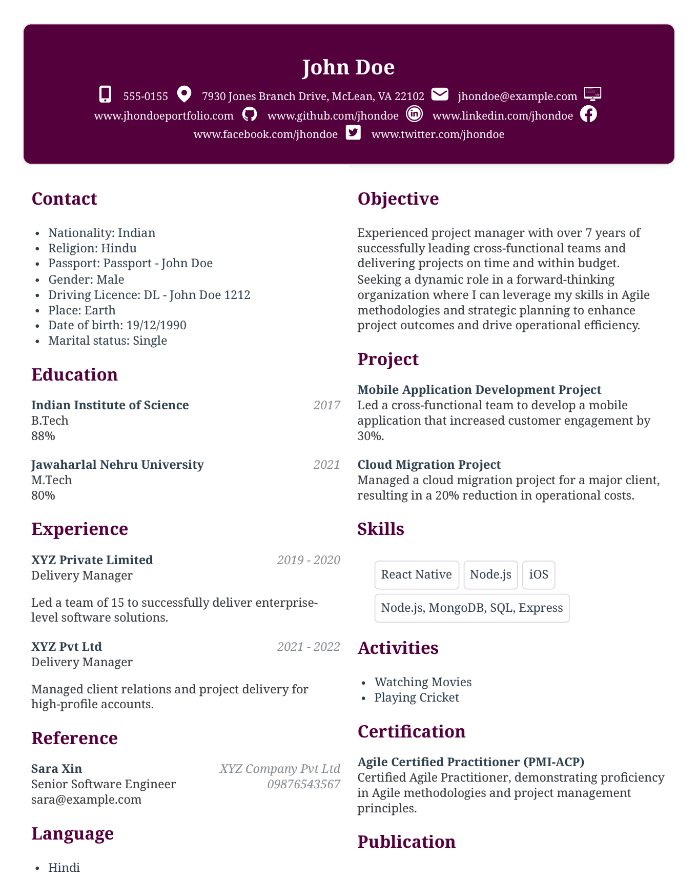 John Doe
555-0155 7930 Jones Branch Drive, McLean, VA 22102 jhondoe@example.com
www.jhondoeportfolio.com www.github.com/jhondoe www.linkedin.com/jhondoe
www.facebook.com/jhondoe www.twitter.com/jhondoe
Contact
• Nationality: Indian
• Religion: Hindu
• Passport: Passport - John Doe
• Gender: Male
• Driving Licence: DL - John Doe 1212
• Place: Earth
• Date of birth: 19/12/1990
• Marital status: Single
Education
Indian Institute of Science 2017
B.Tech
88%
Jawaharlal Nehru University 2021
M.Tech
80%
Experience
XYZ Private Limited 2019 - 2020
Delivery Manager
Led a team of 15 to successfully deliver enterprise-
level software solutions.
XYZ Pvt Ltd 2021 - 2022
Delivery Manager
Managed client relations and project delivery for
high-profile accounts.
Reference
Sara Xin XYZ Company Pvt Ltd
Senior Software Engineer 09876543567
sara@example.com
Language
• Hindi
Objective
Experienced project manager with over 7 years of
successfully leading cross-functional teams and
delivering projects on time and within budget.
Seeking a dynamic role in a forward-thinking
organization where I can leverage my skills in Agile
methodologies and strategic planning to enhance
project outcomes and drive operational efficiency.
Project
Mobile Application Development Project
Led a cross-functional team to develop a mobile
application that increased customer engagement by
30%.
Cloud Migration Project
Managed a cloud migration project for a major client,
resulting in a 20% reduction in operational costs.
Skills
React Native Node.js iOS
Node.js, MongoDB, SQL, Express
Activities
• Watching Movies
• Playing Cricket
Certification
Agile Certified Practitioner (PMI-ACP)
Certified Agile Practitioner, demonstrating proficiency
in Agile methodologies and project management
principles.
Publication